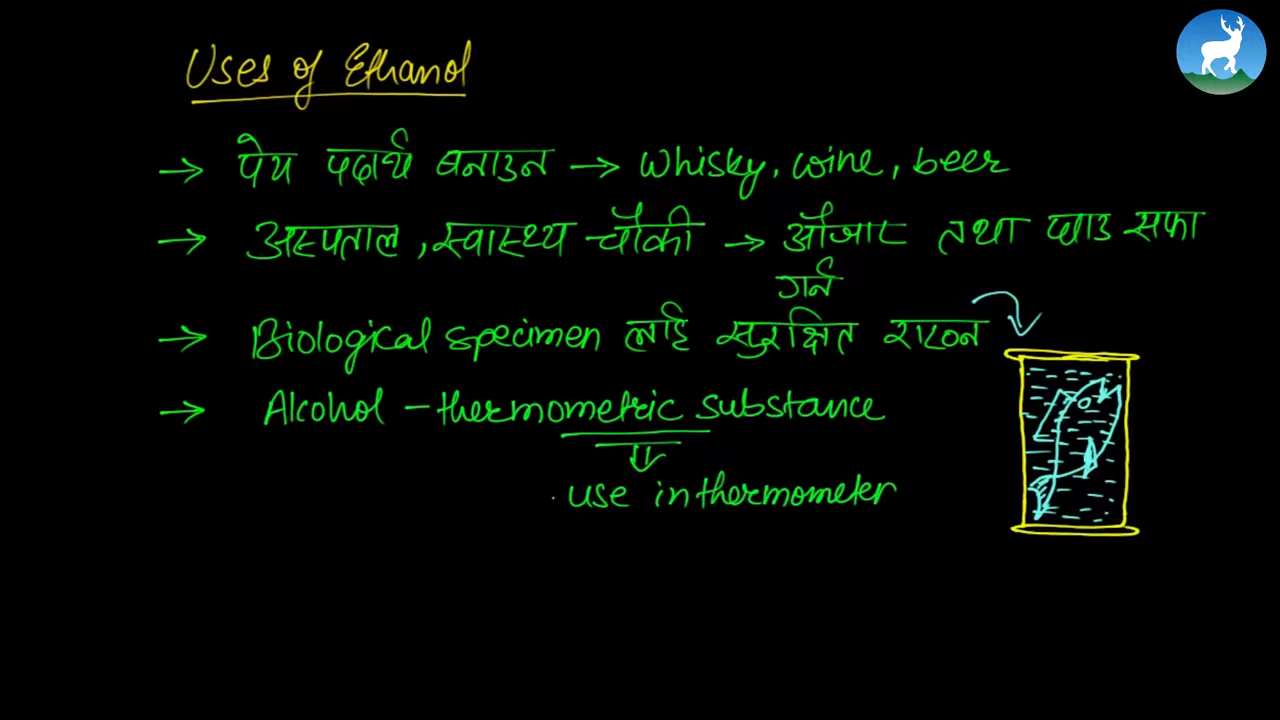 Uses of Ethanol
→ पेय पदार्थ बनाउन → Whisky, wine, beer
→ अस्पताल, स्वास्थ्य चौकी → औजार तथा घाउ सफा
गर्न
→ Biological specimen लाई सुरक्षित राख्न
→ Alcohol - thermometric substance
use in thermometer